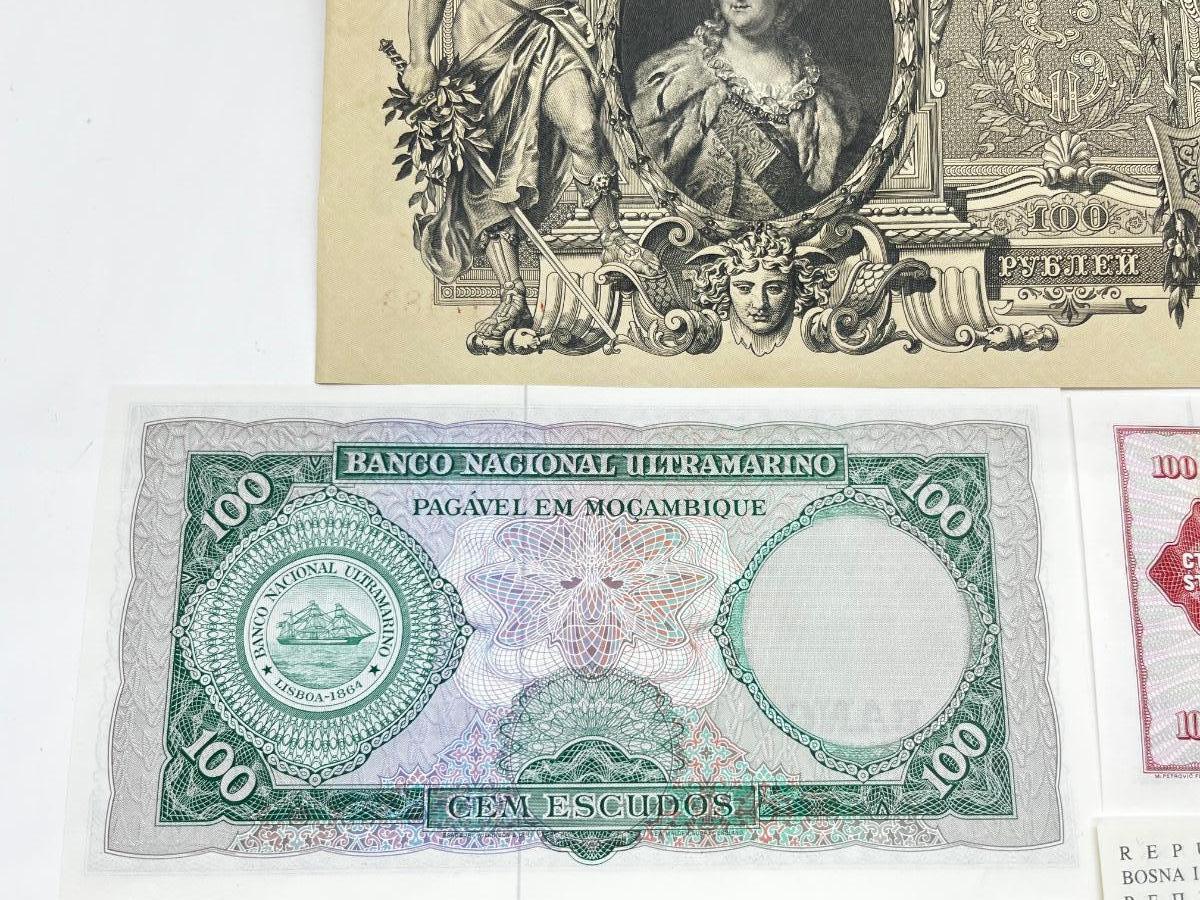 100
РУБЛЕЙ
BANCO NACIONAL ULTRAMARINO
PAGÁVEL EM MOÇAMBIQUE
100
100
BANCO NACIONAL ULTRAMARINO
LISBOA-1864
100
100
CEM ESCUDOS
100
BOSNA I